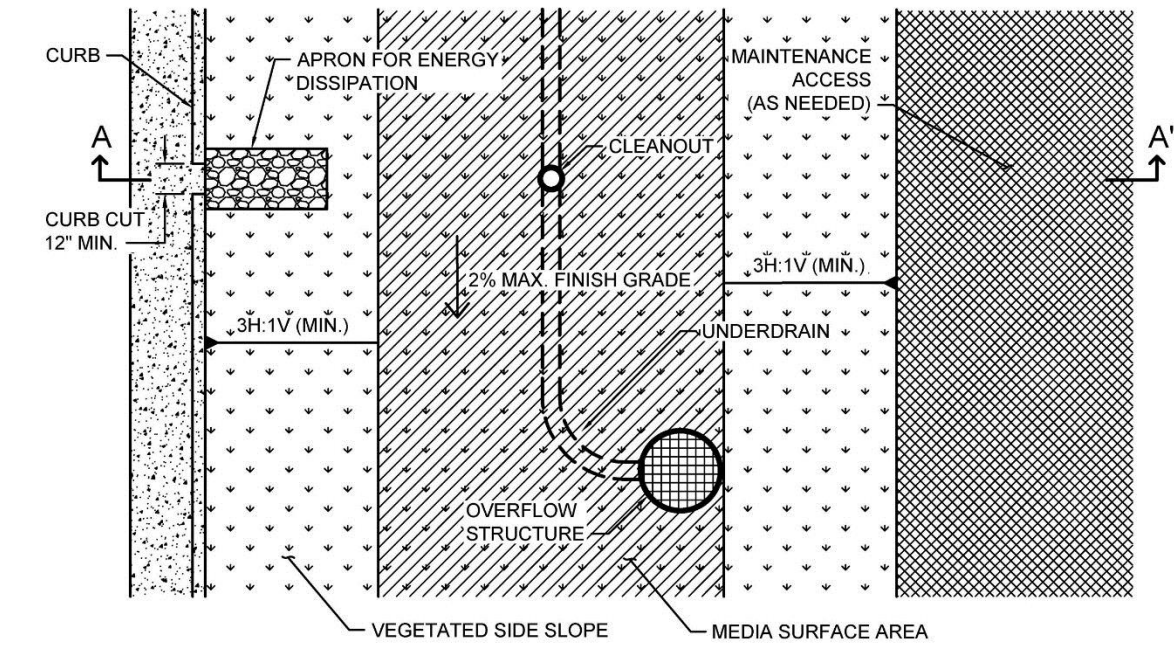 CURB
APRON FOR ENERGY
DISSIPATION
MAINTENANCE
ACCESS
(AS NEEDED)
A
A'
CLEANOUT
CURB CUT
12" MIN.
2% MAX. FINISH GRADE
3H:1V (MIN.)
3H:1V (MIN.)
UNDERDRAIN
OVERFLOW
STRUCTURE
VEGETATED SIDE SLOPE
MEDIA SURFACE AREA